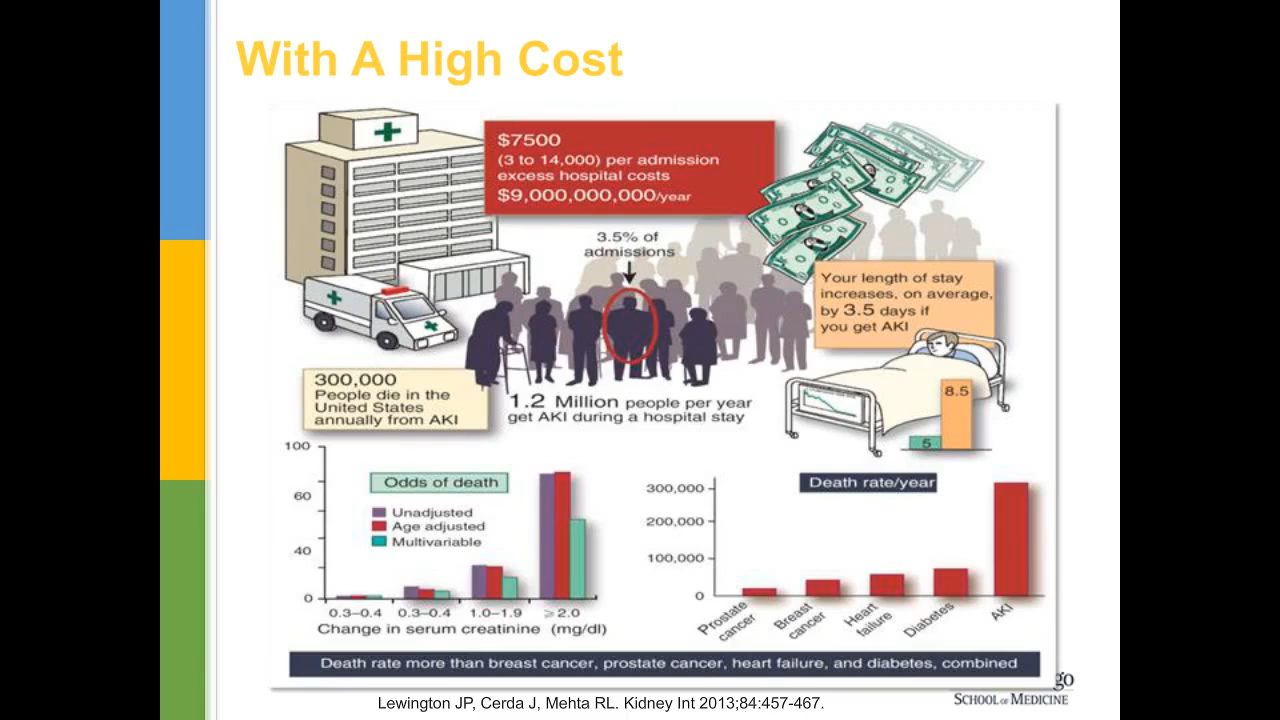 With A High Cost
$7500
(3 to 14,000) per admission
excess hospital costs
$9,000,000,000/year
3.5% of
admissions
Your length of stay
increases, on average,
by 3.5 days if
you get AKI
300,000
People die in the
United States
annually from AKI
1.2 Million people per year
get AKI during a hospital stay
8.5
5
100
60
40
0
Odds of death
Unadjusted
Age adjusted
Multivariable
0.3–0.4 0.3–0.4 1.0–1.9 ≥2.0
Change in serum creatinine (mg/dl)
Death rate/year
300,000
200,000
100,000
0
Prostate
cancer
Breast
cancer
Heart
failure
Diabetes
AKI
Death rate more than breast cancer, prostate cancer, heart failure, and diabetes, combined
go
SCHOOL OF MEDICINE
Lewington JP, Cerda J, Mehta RL. Kidney Int 2013;84:457-467.